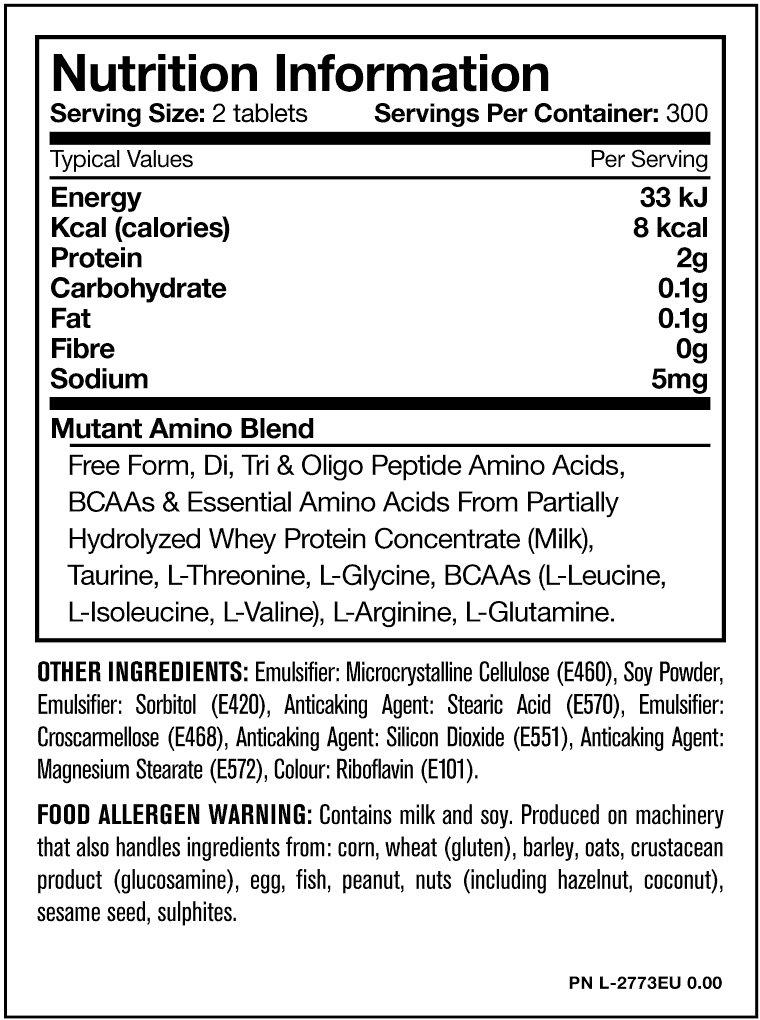 Nutrition Information
Serving Size: 2 tablets Servings Per Container: 300
Typical Values Per Serving
Energy 33 kJ
Kcal (calories) 8 kcal
Protein 2g
Carbohydrate 0.1g
Fat 0.1g
Fibre 0g
Sodium 5mg
Mutant Amino Blend
Free Form, Di, Tri & Oligo Peptide Amino Acids,
BCAAs & Essential Amino Acids From Partially
Hydrolyzed Whey Protein Concentrate (Milk),
Taurine, L-Threonine, L-Glycine, BCAAs (L-Leucine,
L-Isoleucine, L-Valine), L-Arginine, L-Glutamine.
OTHER INGREDIENTS: Emulsifier: Microcrystalline Cellulose (E460), Soy Powder,
Emulsifier: Sorbitol (E420), Anticaking Agent: Stearic Acid (E570), Emulsifier:
Croscarmellose (E468), Anticaking Agent: Silicon Dioxide (E551), Anticaking Agent:
Magnesium Stearate (E572), Colour: Riboflavin (E101).
FOOD ALLERGEN WARNING: Contains milk and soy. Produced on machinery
that also handles ingredients from: corn, wheat (gluten), barley, oats, crustacean
product (glucosamine), egg, fish, peanut, nuts (including hazelnut, coconut),
sesame seed, sulphites.
PN L-2773EU 0.00